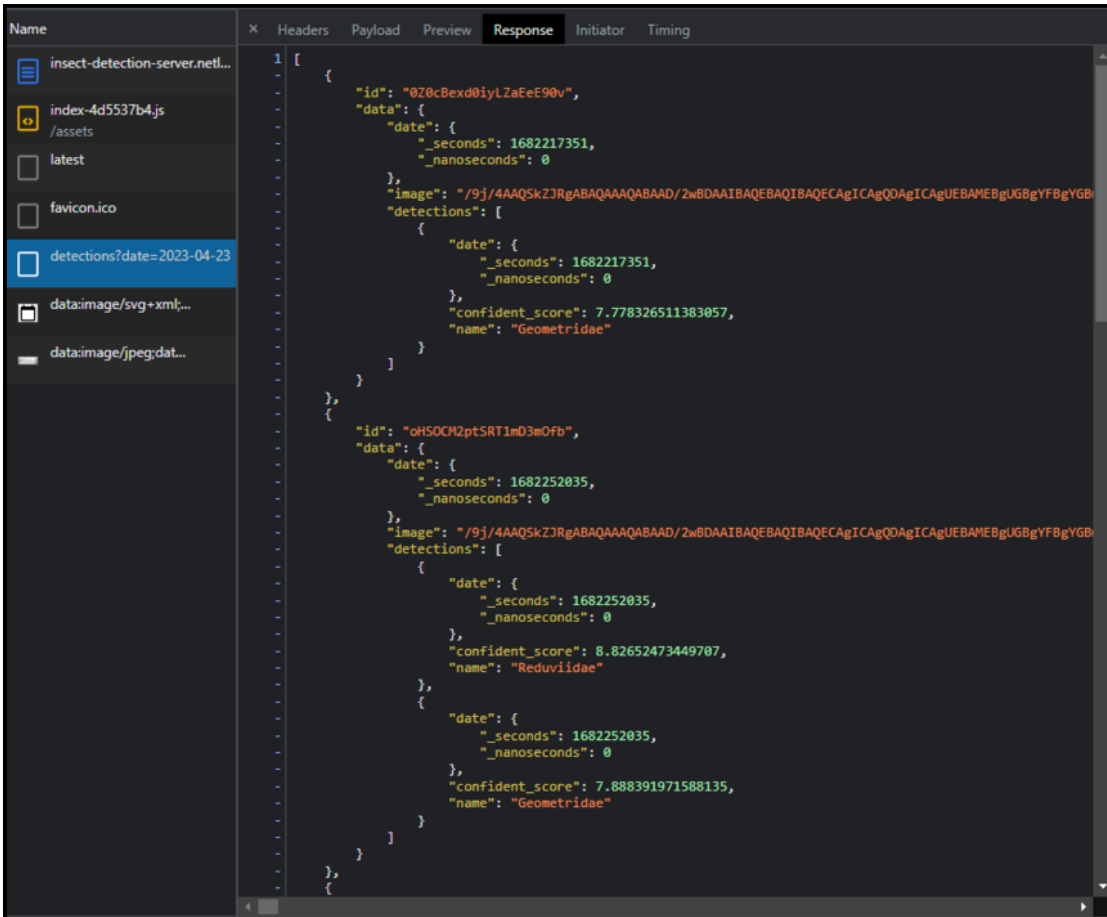 Name
insect-detection-server.netl...
index-4d5537b4.js
/assets
latest
favicon.ico
detections?date=2023-04-23
data:image/svg+xml;...
data:image/jpeg;dat...
× Headers Payload Preview Response Initiator Timing
1 [
- {
- "id": "0Z0cBexd0iyLZaEeE90v",
- "data": {
- "date": {
- "_seconds": 1682217351,
- "_nanoseconds": 0
- },
- "image": "/9j/4AAQSkZJRgABAQAAAQABAAD/2wBDAAIBAQEBAQIBAQECAgICAgQDAgICAgUEBAMEBgUGBgYFBgYGB
- "detections": [
- {
- "date": {
- "_seconds": 1682217351,
- "_nanoseconds": 0
- },
- "confident_score": 7.778326511383057,
- "name": "Geometridae"
- }
- ]
- }
- },
- {
- "id": "oHSOCM2ptSRT1mD3mOfb",
- "data": {
- "date": {
- "_seconds": 1682252035,
- "_nanoseconds": 0
- },
- "image": "/9j/4AAQSkZJRgABAQAAAQABAAD/2wBDAAIBAQEBAQIBAQECAgICAgQDAgICAgUEBAMEBgUGBgYFBgYGB
- "detections": [
- {
- "date": {
- "_seconds": 1682252035,
- "_nanoseconds": 0
- },
- "confident_score": 8.82652473449707,
- "name": "Reduviidae"
- },
- {
- "date": {
- "_seconds": 1682252035,
- "_nanoseconds": 0
- },
- "confident_score": 7.888391971588135,
- "name": "Geometridae"
- }
- ]
- }
- },
- {